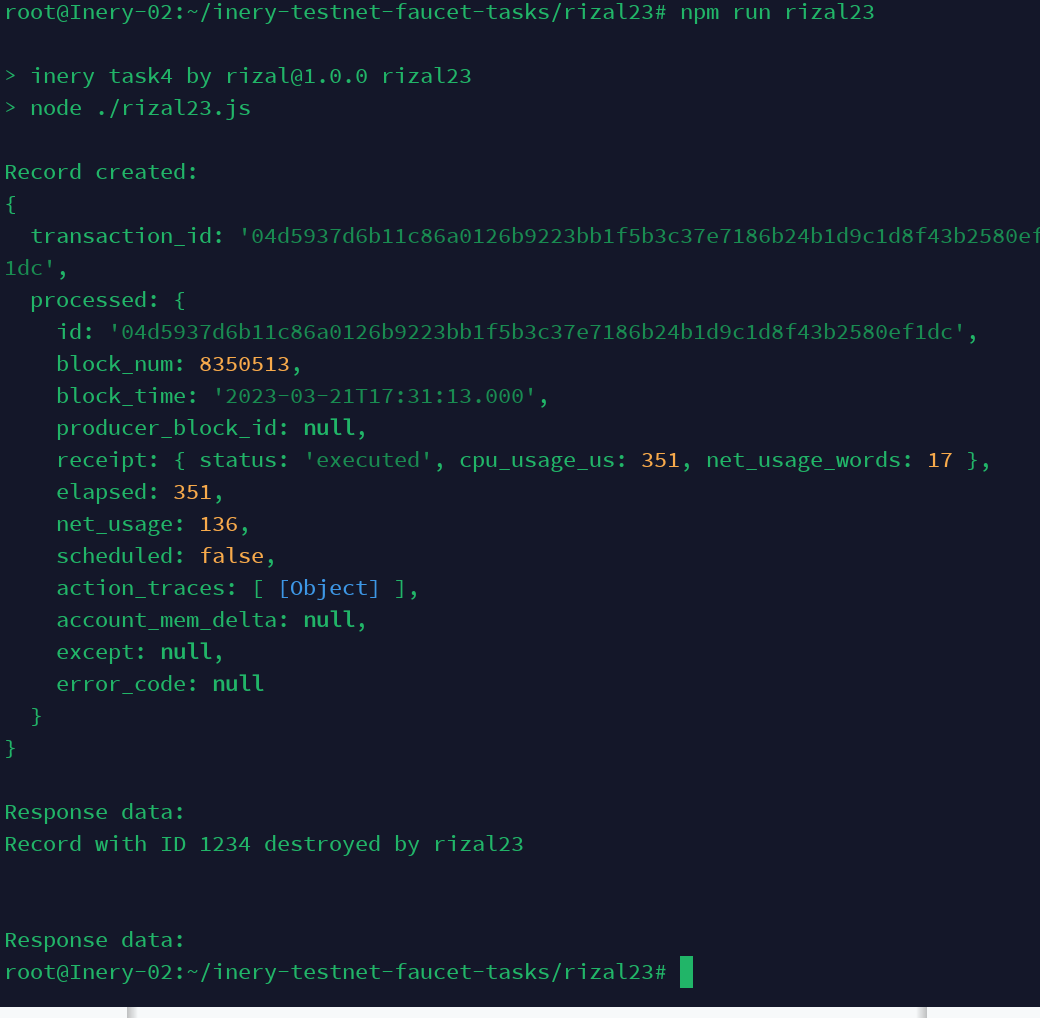 root@Inery-02:~/inery-testnet-faucet-tasks/rizal23# npm run rizal23
> inery task4 by rizal@1.0.0 rizal23
> node ./rizal23.js
Record created:
{
  transaction_id: '04d5937d6b11c86a0126b9223bb1f5b3c37e7186b24b1d9c1d8f43b2580ef
1dc',
  processed: {
    id: '04d5937d6b11c86a0126b9223bb1f5b3c37e7186b24b1d9c1d8f43b2580ef1dc',
    block_num: 8350513,
    block_time: '2023-03-21T17:31:13.000',
    producer_block_id: null,
    receipt: { status: 'executed', cpu_usage_us: 351, net_usage_words: 17 },
    elapsed: 351,
    net_usage: 136,
    scheduled: false,
    action_traces: [ [Object] ],
    account_mem_delta: null,
    except: null,
    error_code: null
  }
}
Response data:
Record with ID 1234 destroyed by rizal23
Response data:
root@Inery-02:~/inery-testnet-faucet-tasks/rizal23#